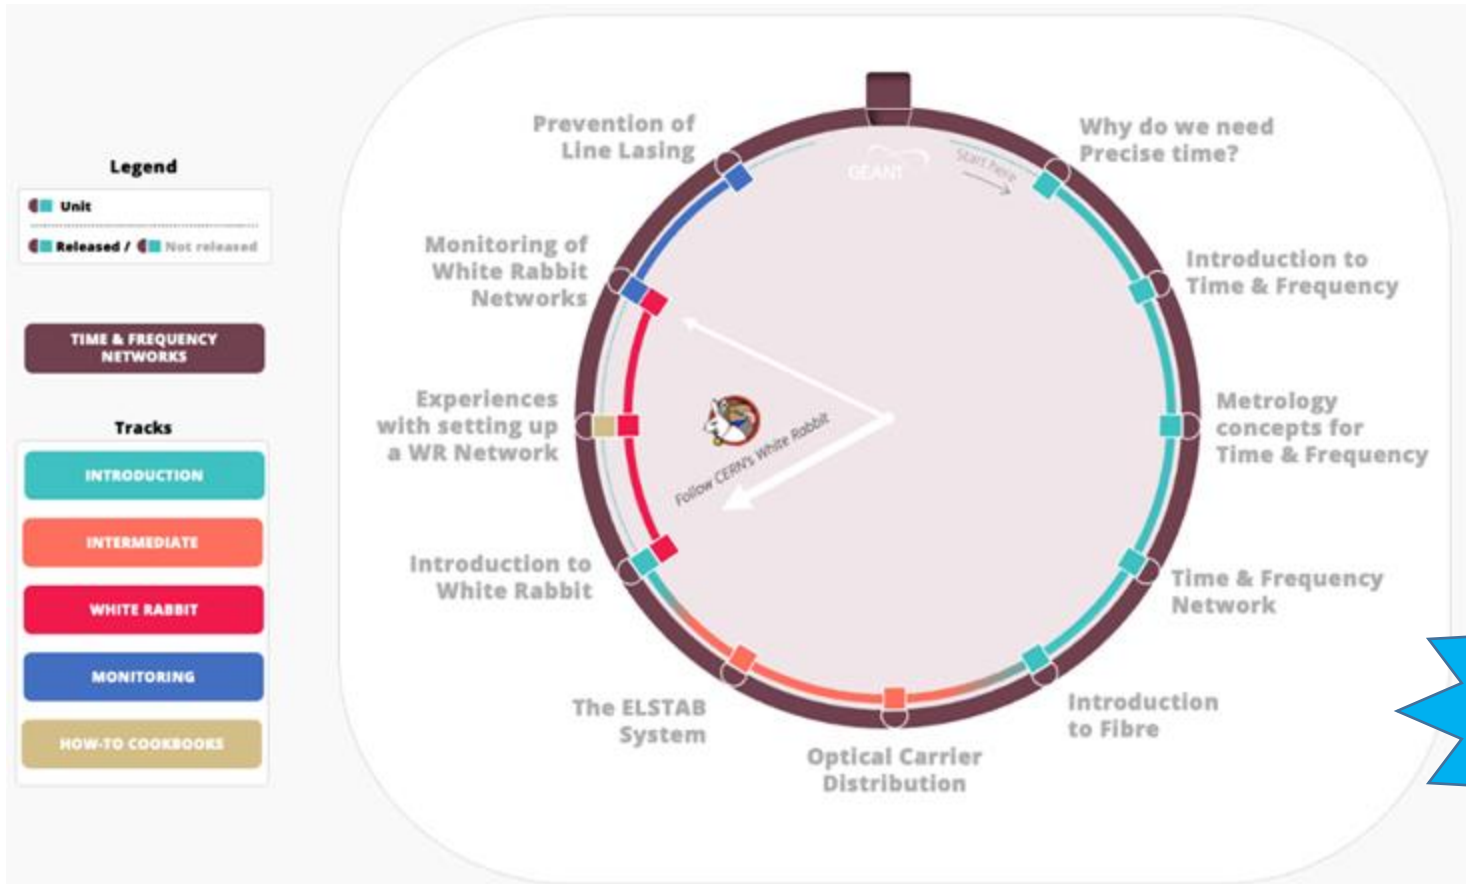 Legend
Unit
Released / Not released
TIME & FREQUENCY
NETWORKS
Tracks
INTRODUCTION
INTERMEDIATE
WHITE RABBIT
MONITORING
HOW-TO COOKBOOKS
GÉANT
Start here
Why do we need
Precise time?
Introduction to
Time & Frequency
Metrology
concepts for
Time & Frequency
Time & Frequency
Network
Introduction
to Fibre
Optical Carrier
Distribution
The ELSTAB
System
Introduction to
White Rabbit
Experiences
with setting up
a WR Network
Monitoring of
White Rabbit
Networks
Prevention of
Line Lasing
Follow CERN's White Rabbit